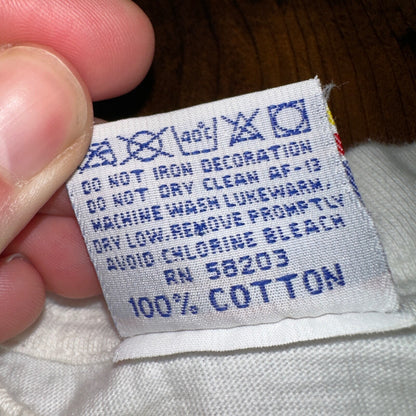 40°C
DO NOT IRON DECORATION
DO NOT DRY CLEAN AF-13
MACHINE WASH LUKEWARM.
DRY LOW.REMOVE PROMPTLY
AVOID CHLORINE BLEACH
RN 58203
100% COTTON